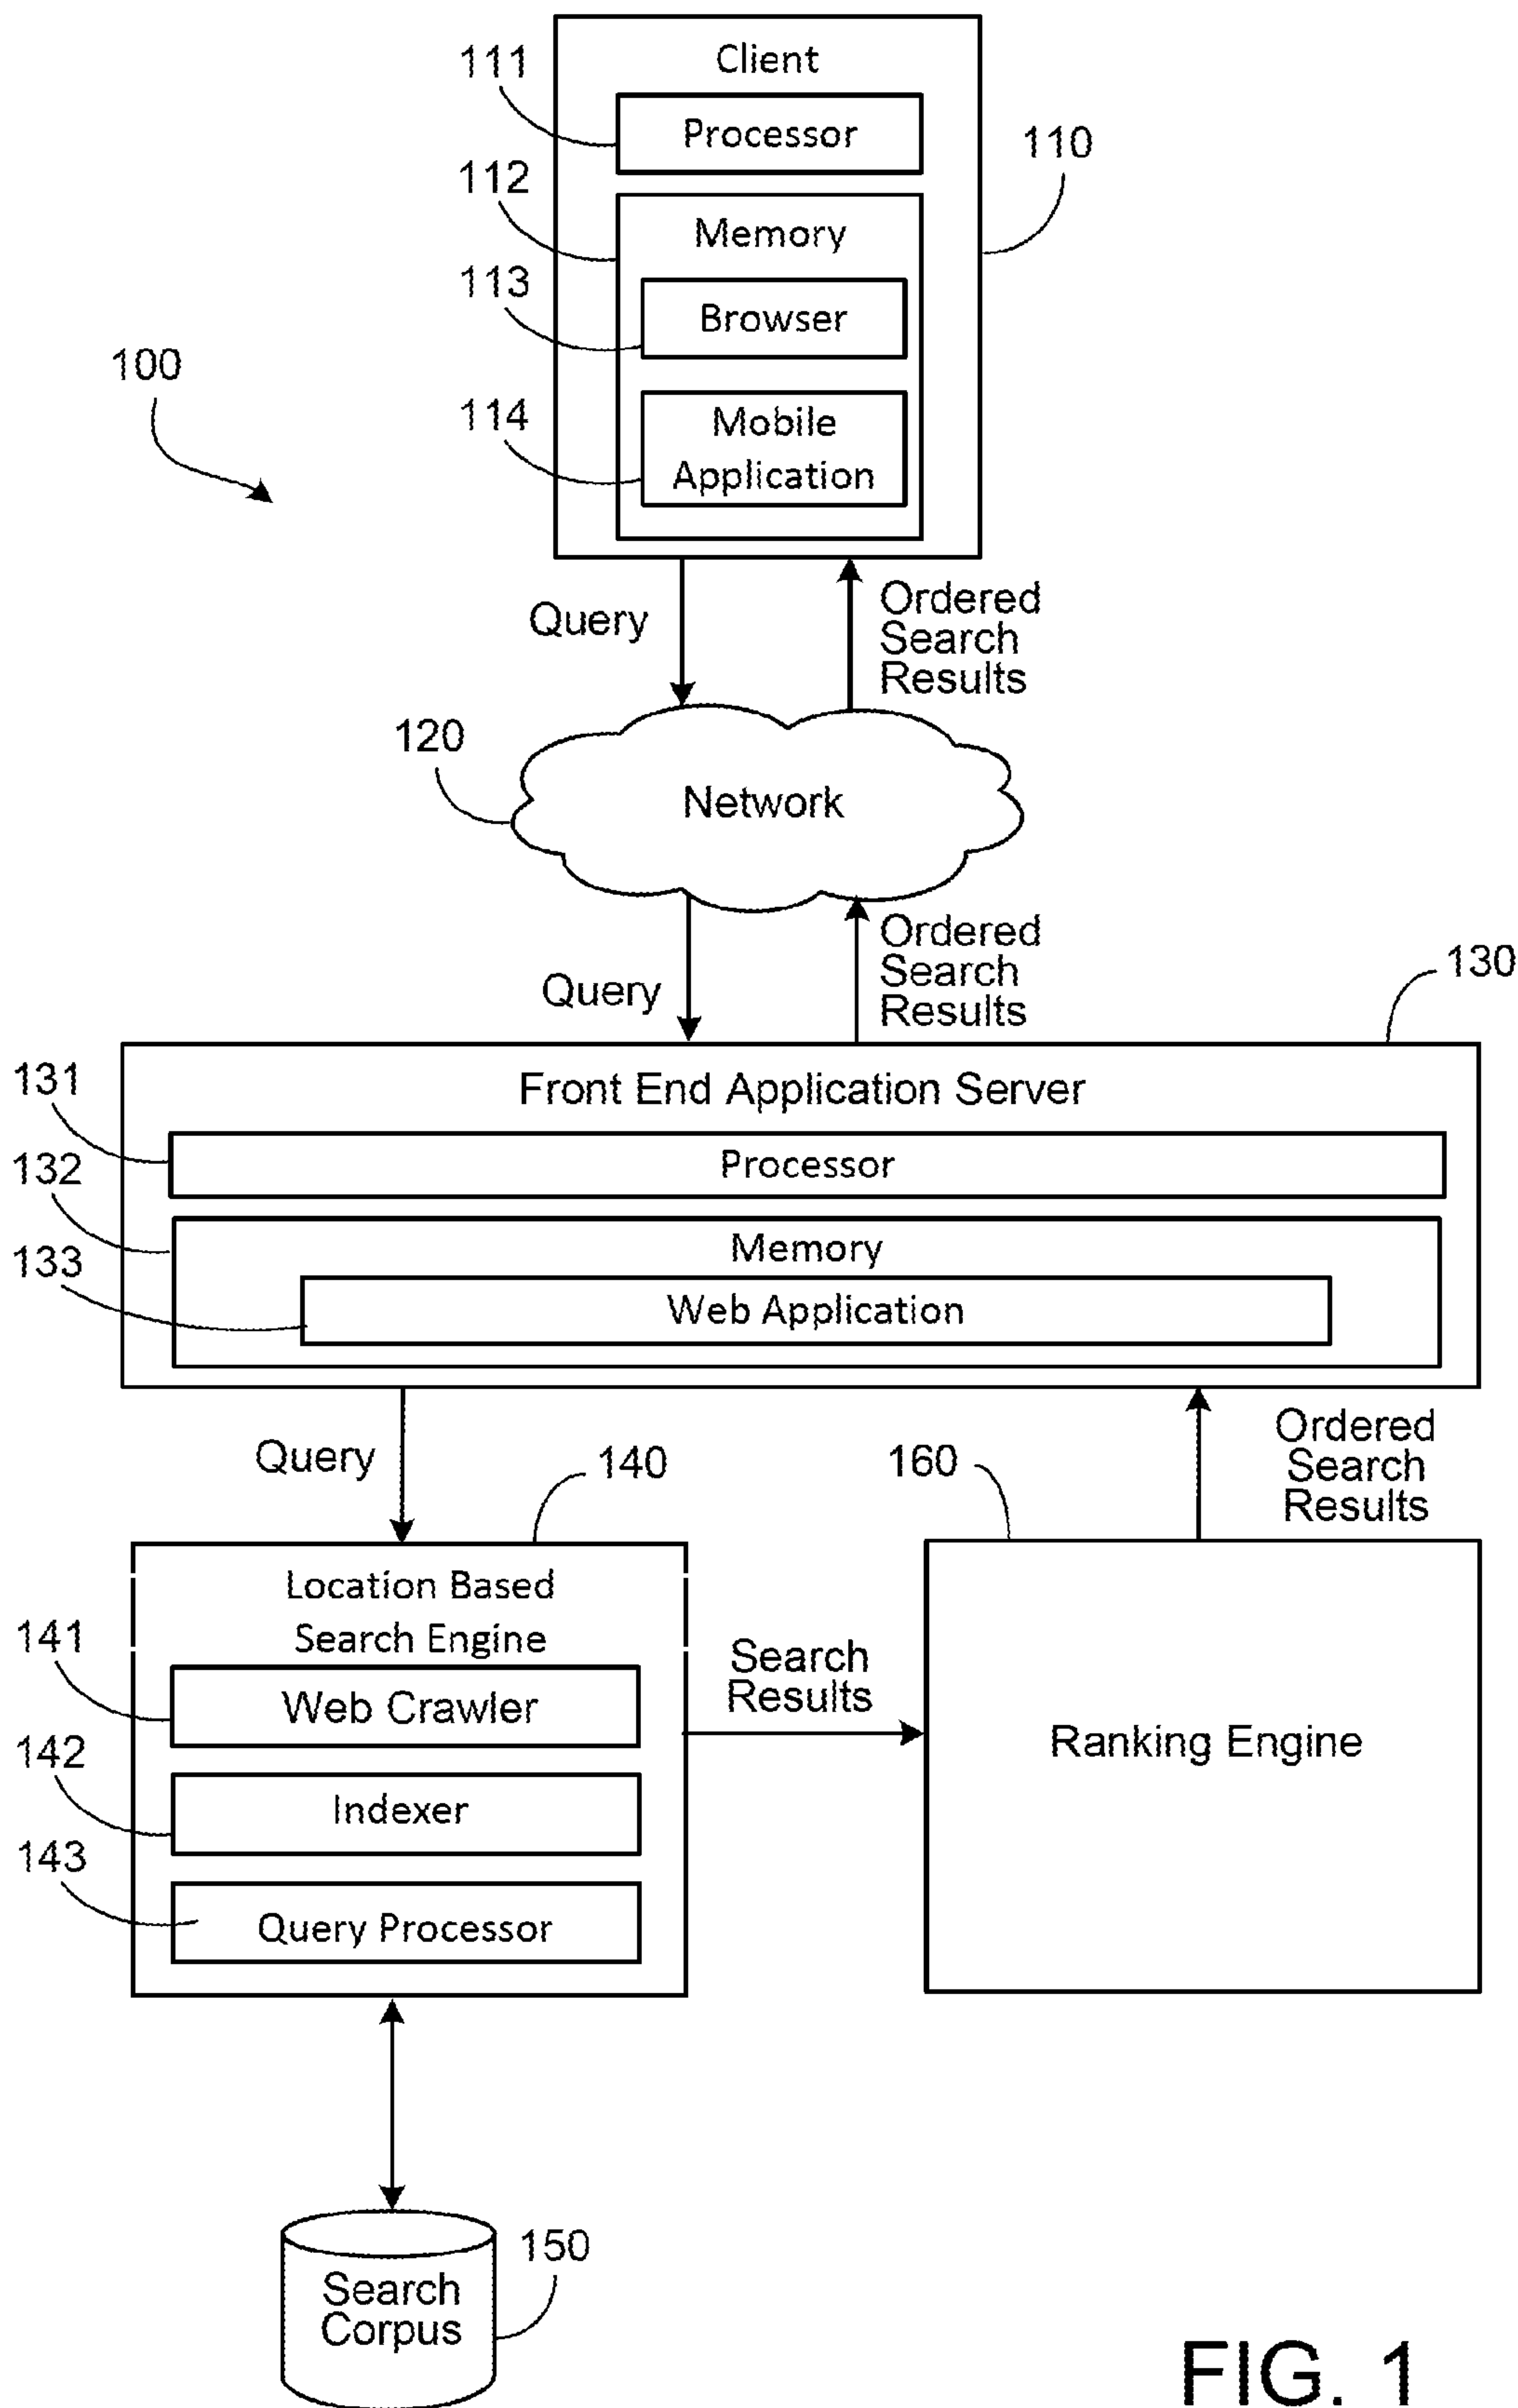 Client
111
Processor
110
112
Memory
113
Browser
100
114
Mobile
Application
Query
Ordered
Search
Results
120
Network
Query
Ordered
Search
Results
130
Front End Application Server
131
Processor
132
Memory
133
Web Application
Query
140
160
Ordered
Search
Results
Location Based
Search Engine
141
Web Crawler
Search
Results
142
Indexer
Ranking Engine
143
Query Processor
150
Search
Corpus
FIG. 1